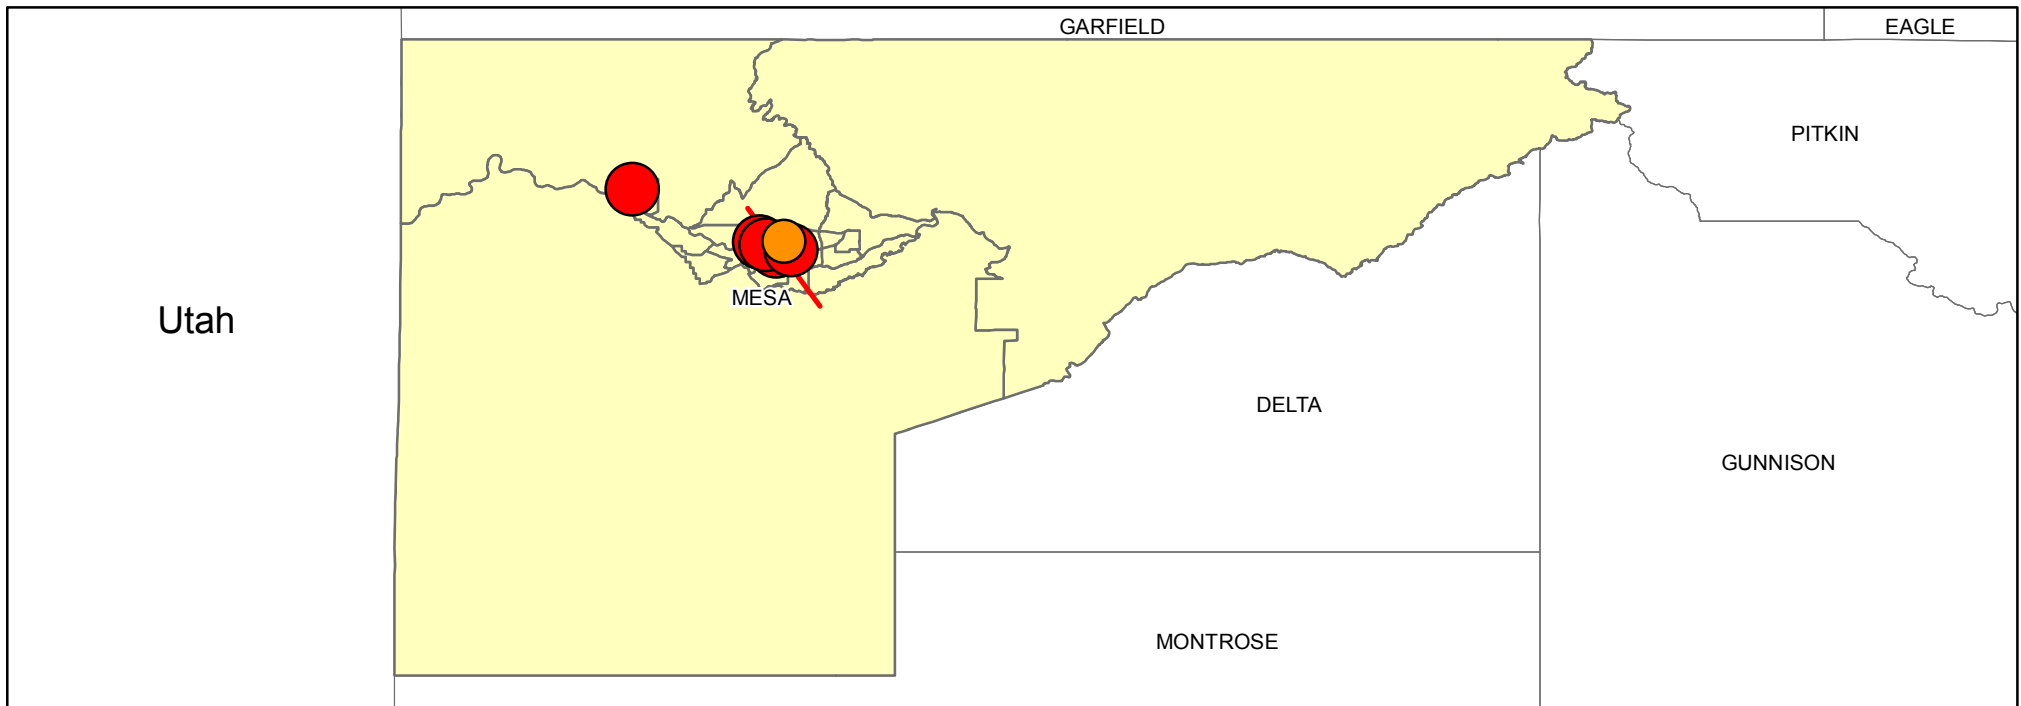 GARFIELD
EAGLE
PITKIN
MESA
Utah
DELTA
GUNNISON
MONTROSE